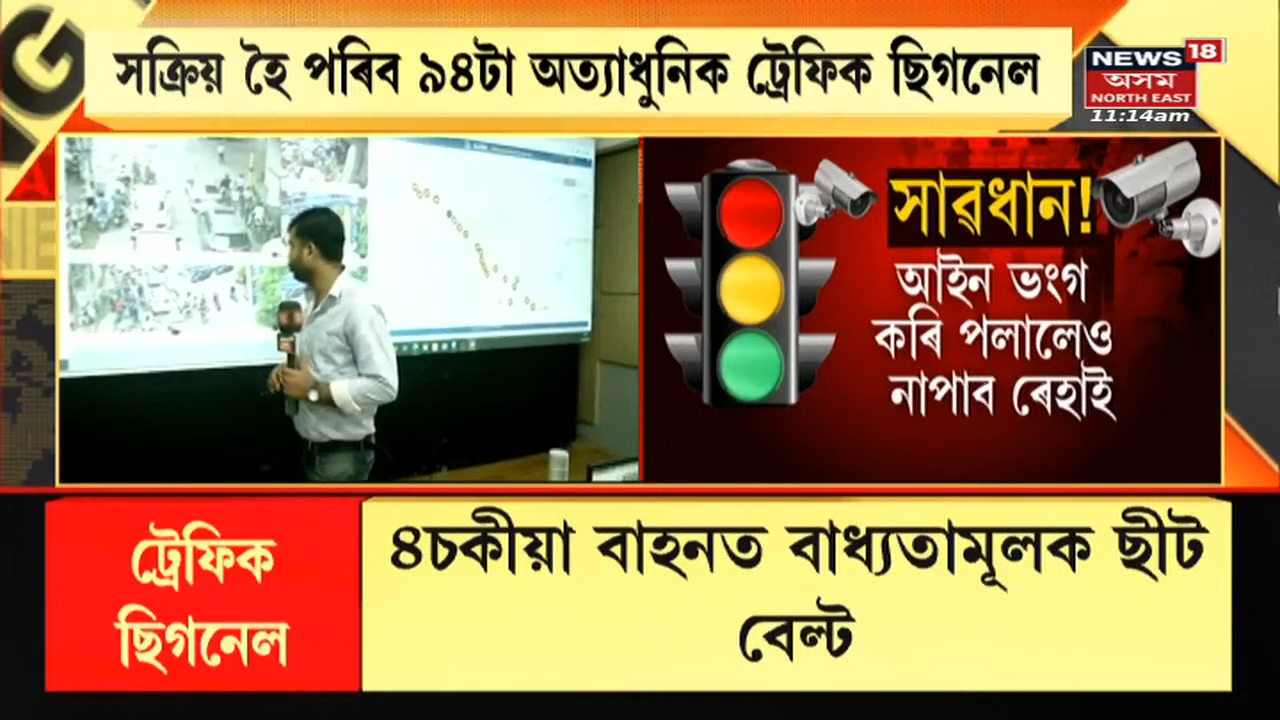 সক্ৰিয় হৈ পৰিব ৯৪টা অত্যাধুনিক ট্ৰেফিক ছিগনেল
NEWS 18
অসম
NORTH EAST
11:14am
সাৱধান!
আইন ভংগ
কৰি পলালেও
নাপাব ৰেহাই
ট্ৰেফিক
ছিগনেল
৪চকীয়া বাহনত বাধ্যতামূলক ছীট
বেল্ট